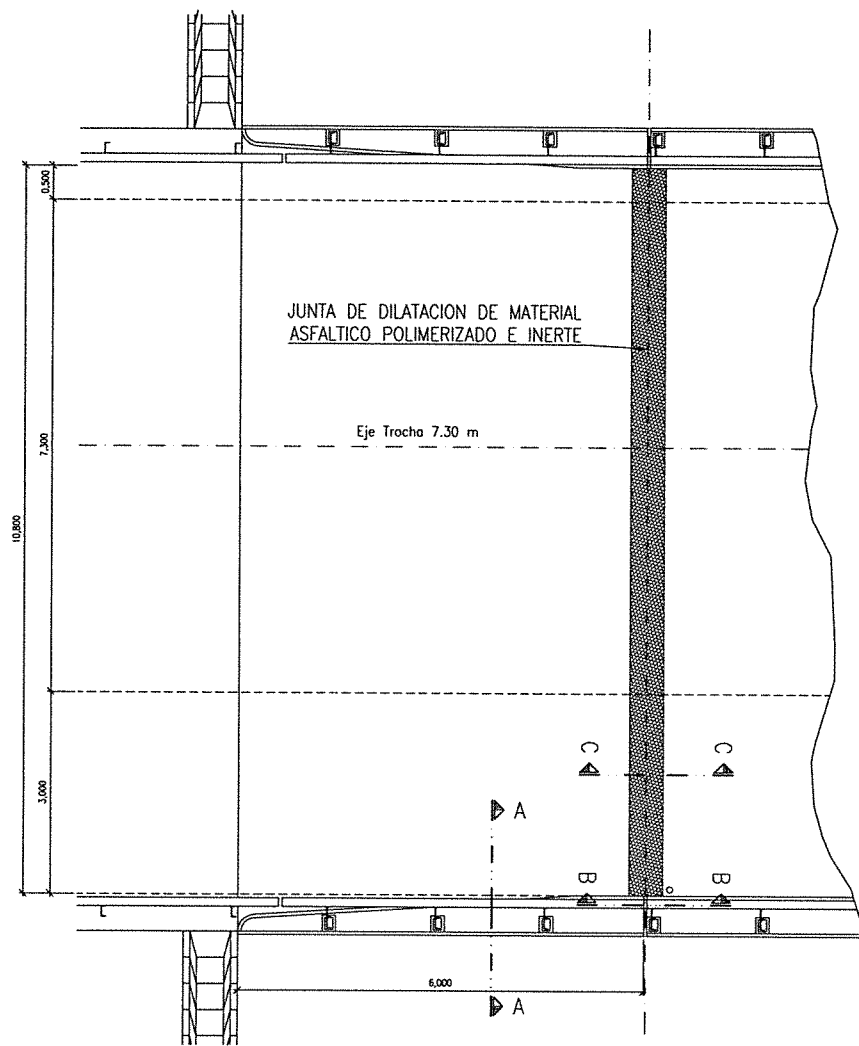 0,500
JUNTA DE DILATACION DE MATERIAL
ASFALTICO POLIMERIZADO E INERTE
Eje Trocha 7.30 m
7,300
10,800
C C
3,000
A
B B
6,000
A